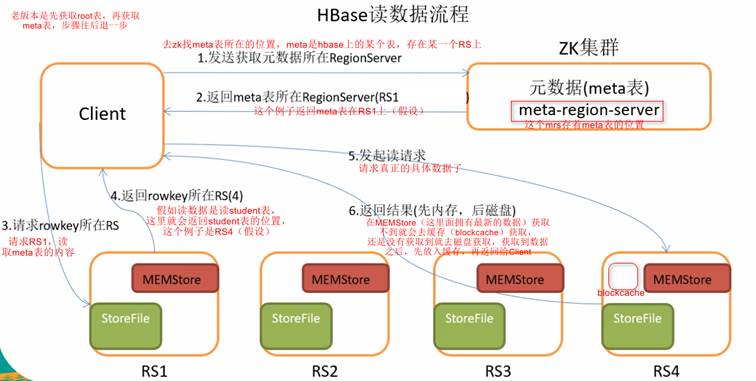 HBase读数据流程
老版本是先获取root表，再获取
meta表，步骤往后退一步
去zk找meta表所在的位置，meta是hbase上的某个表，存在某一个RS上
1.发送获取元数据所在RegionServer
ZK集群
Client
元数据(meta表)
meta-region-server
这个mrs存有meta表的位置
2.返回meta表所在RegionServer(RS1 )
这个例子返回meta表在RS1上（假设）
5.发起读请求
请求真正的具体数据了
4.返回rowkey所在RS(4)
假如读数据是读student表，
这里就会返回student表的位置，
这个例子是RS4（假设）
3.请求rowkey所在RS
请求RS1，读
取meta表的内容
6.返回结果(先内存，后磁盘)
在MEMStore（这里面拥有最新的数据）获取
不到就会去缓存（blockcache）获取，
还是没有获取到就去磁盘获取，获取到数据
之后，先放入缓存，再返回给Client
MEMStore
StoreFile
RS1
MEMStore
StoreFile
RS2
MEMStore
StoreFile
RS3
MEMStore
blockcache
StoreFile
RS4